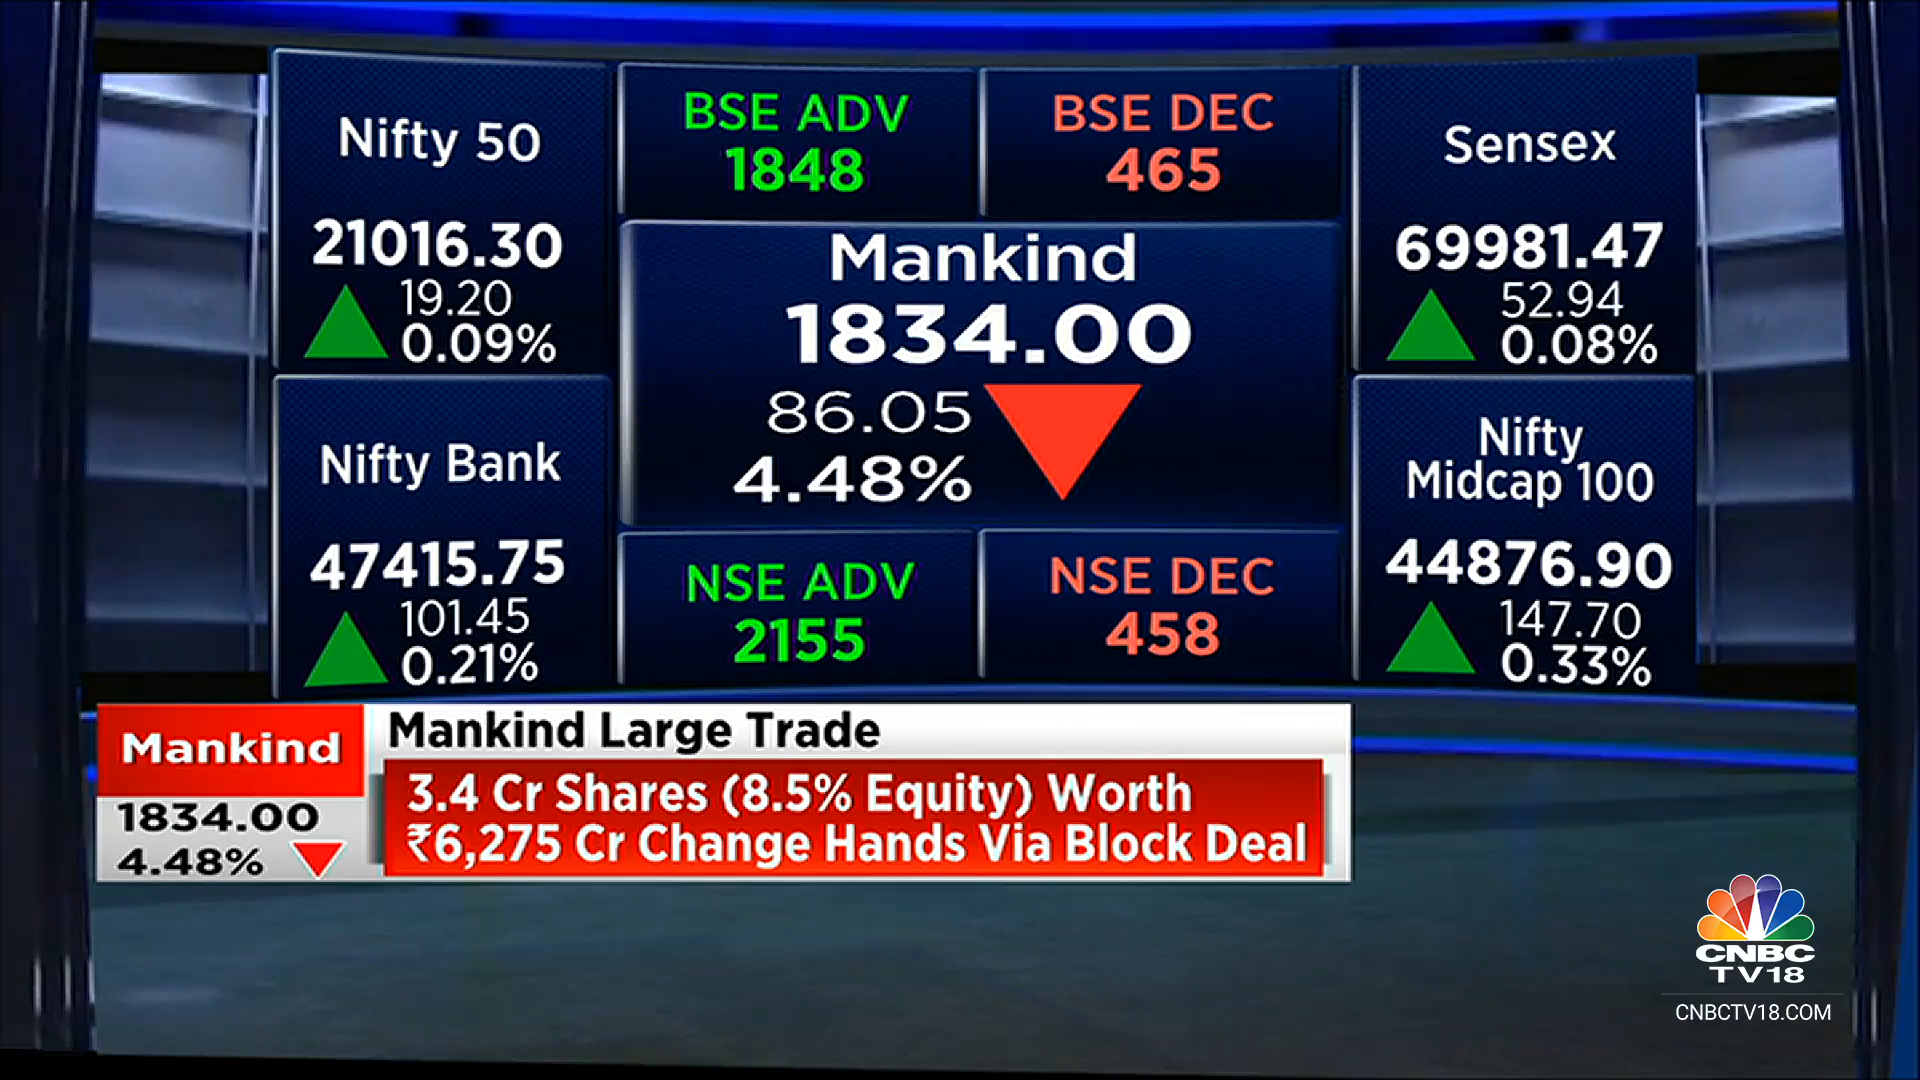 Nifty 50
21016.30
19.20
0.09%
BSE ADV
1848
BSE DEC
465
Sensex
69981.47
52.94
0.08%
Mankind
1834.00
86.05
4.48%
Nifty Bank
47415.75
101.45
0.21%
NSE ADV
2155
NSE DEC
458
Nifty
Midcap 100
44876.90
147.70
0.33%
Mankind
1834.00
4.48%
Mankind Large Trade
3.4 Cr Shares (8.5% Equity) Worth
₹6,275 Cr Change Hands Via Block Deal
CNBC
TV18
CNBCTV18.COM